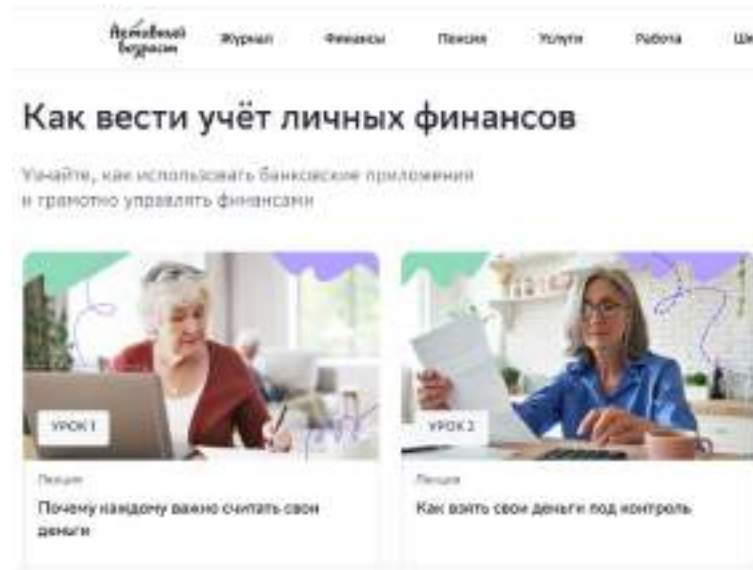 Активный
возраст
Журнал Финансы Пенсия Услуги Работа
Как вести учёт личных финансов
Узнайте, как использовать банковские приложения
и грамотно управлять финансами
УРОК 1
УРОК 2
Лекция
Лекция
Почему каждому важно считать свои
деньги
Как взять свои деньги под контроль